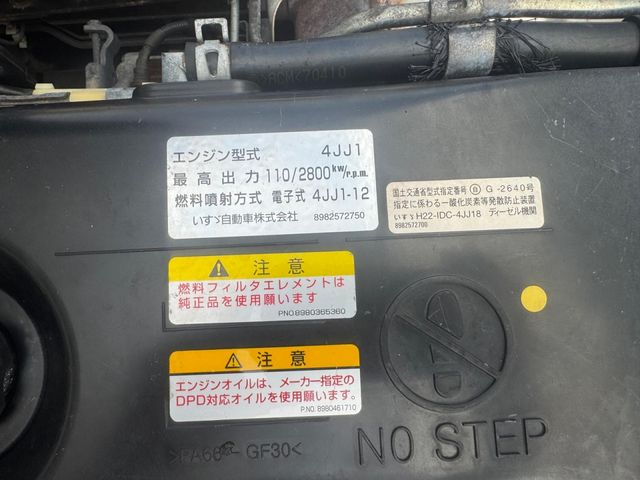 エンジン型式 4JJ1
最高出力 110/2800kw/r.p.m.
燃料噴射方式 電子式 4JJ1-12
いすゞ自動車株式会社 8982572750
国土交通省型式指定番号 Ⓑ G-2640号
指定に係わる一酸化炭素等発散防止装置
いすゞH22-IDC-4JJ18 ディーゼル機関
8982572700
⚠ 注意
燃料フィルタエレメントは
純正品を使用願います
P.NO.8980365360
⚠ 注意
エンジンオイルは、メーカー指定の
DPD対応オイルを使用願います
P.NO. 8980461710
NO STEP
GF30<